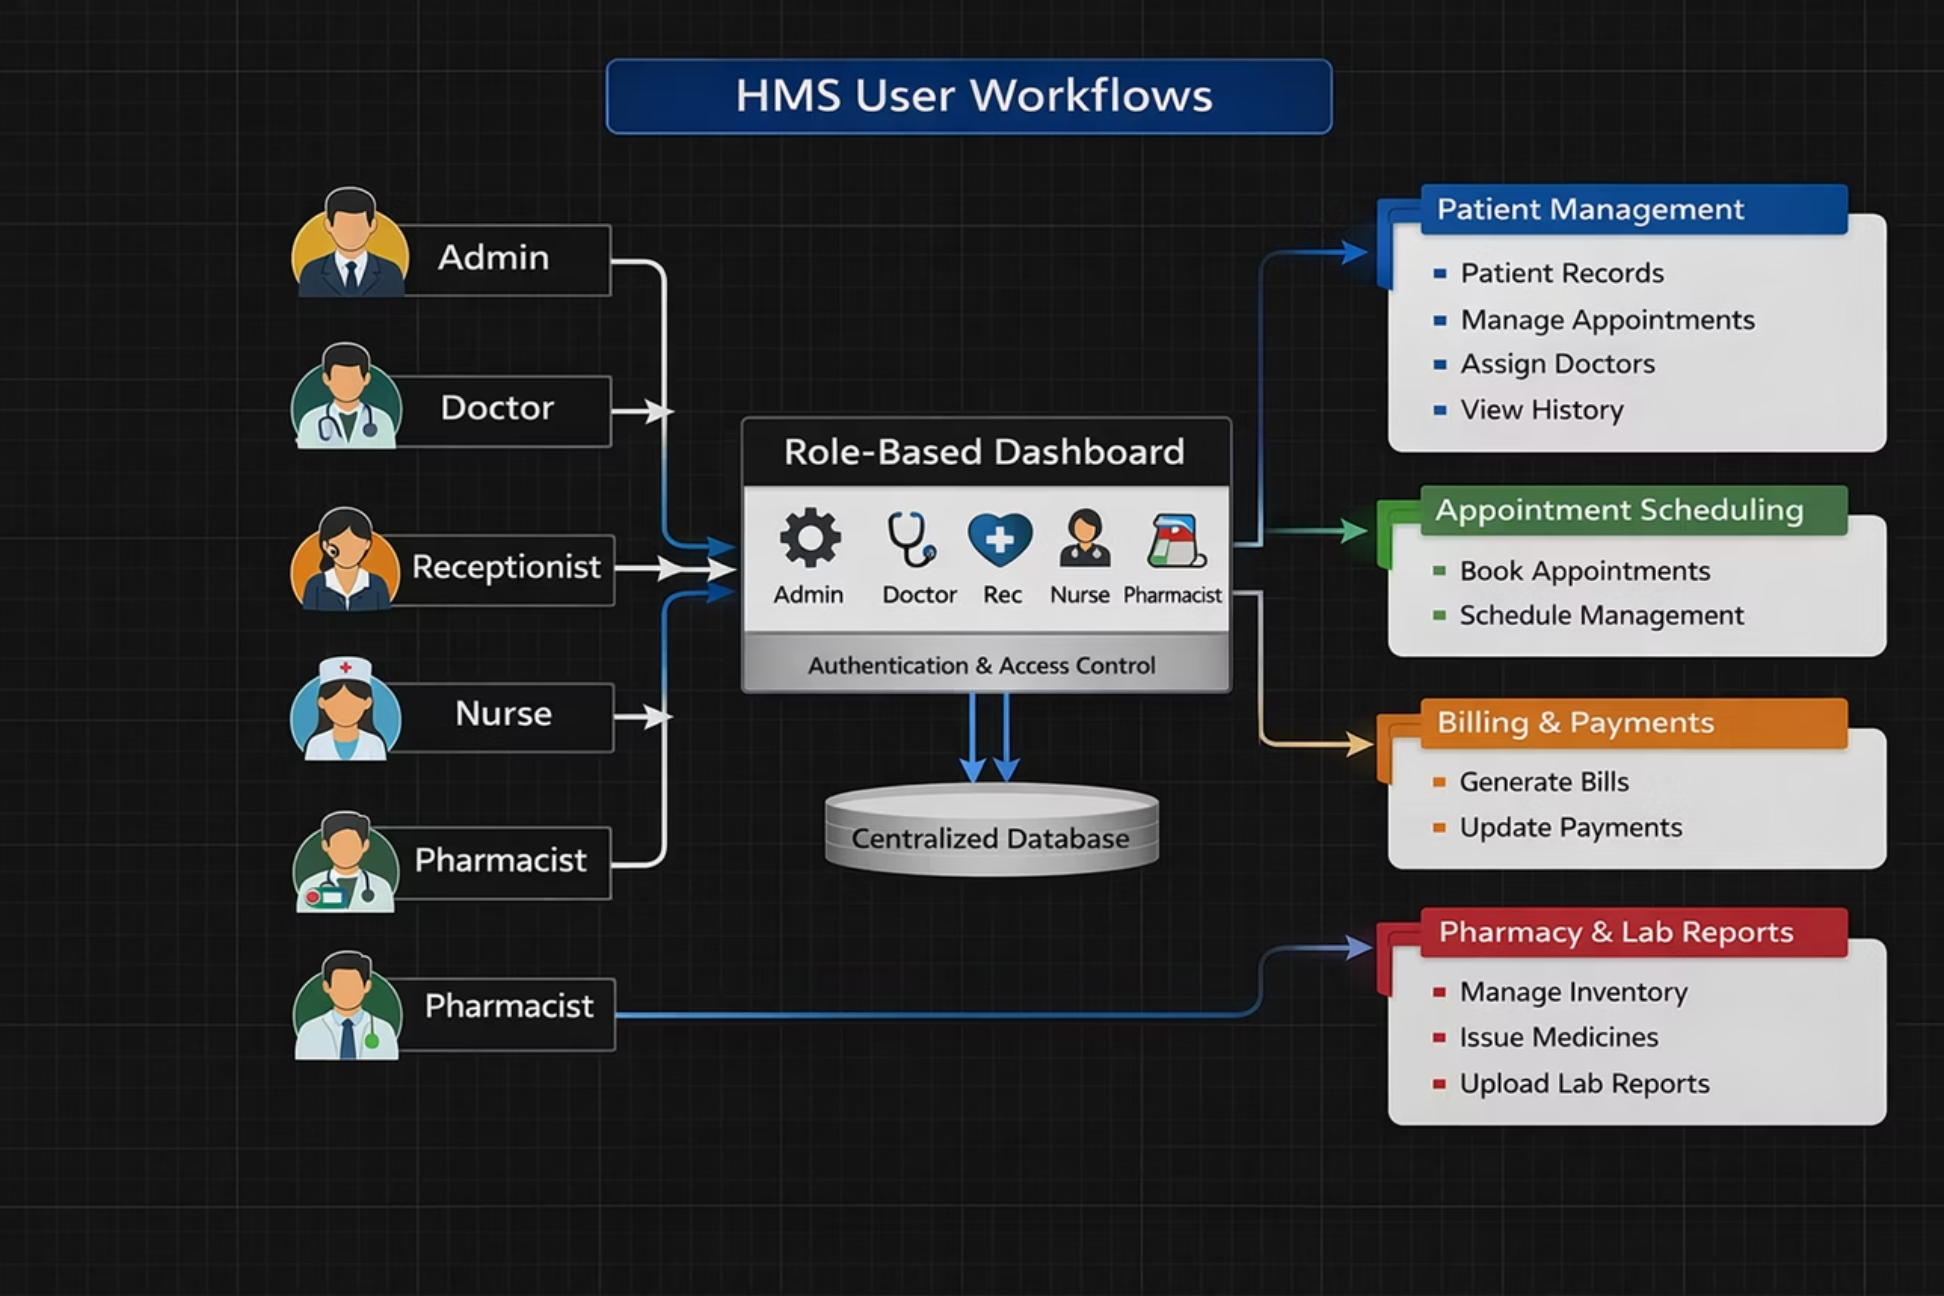 HMS User Workflows
Admin
Doctor
Receptionist
Nurse
Pharmacist
Pharmacist
Role-Based Dashboard
Admin Doctor Rec Nurse Pharmacist
Authentication & Access Control
Centralized Database
Patient Management
Patient Records
Manage Appointments
Assign Doctors
View History
Appointment Scheduling
Book Appointments
Schedule Management
Billing & Payments
Generate Bills
Update Payments
Pharmacy & Lab Reports
Manage Inventory
Issue Medicines
Upload Lab Reports